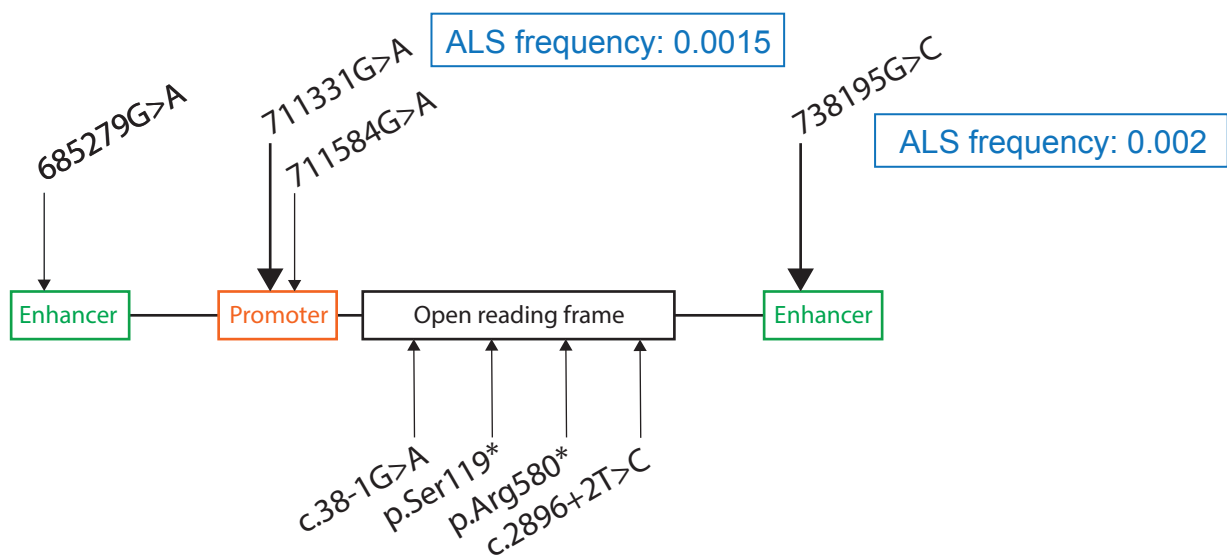 ALS frequency: 0.0015
685279G>A
711331G>A
711584G>A
738195G>C
ALS frequency: 0.002
Enhancer
Promoter
Open reading frame
Enhancer
c.38-1G>A
p.Ser119*
p.Arg580*
c.2896+2T>C